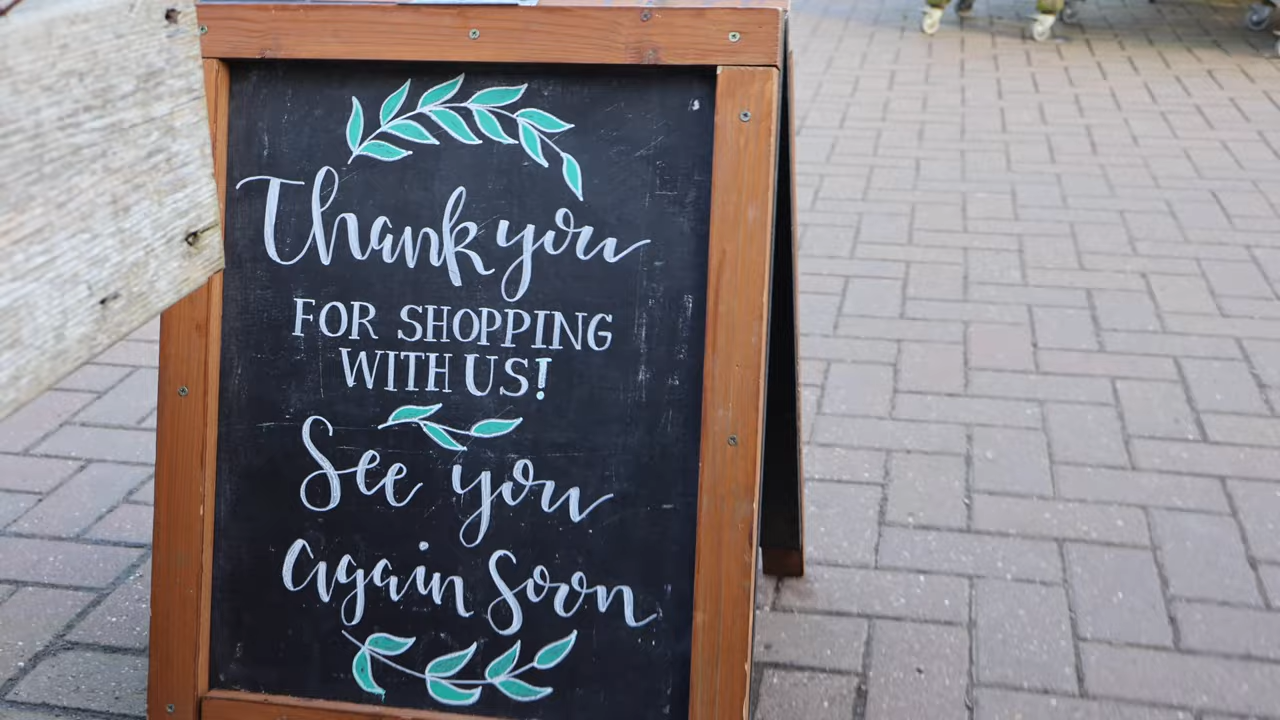 Thank you
FOR SHOPPING
WITH US!
See you
again Soon